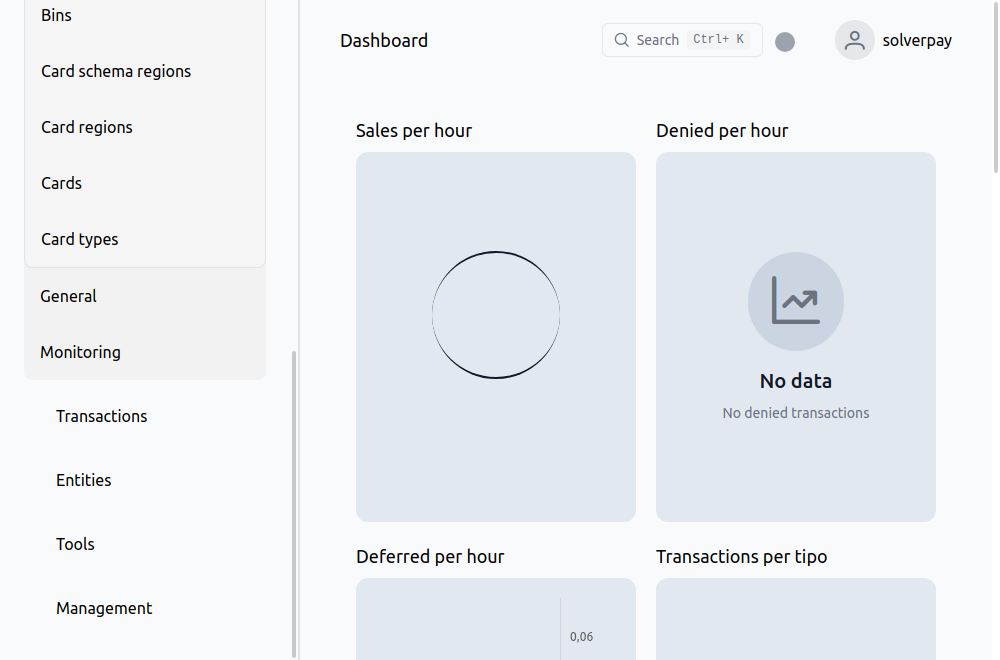 Bins
Card schema regions
Card regions
Cards
Card types
General
Monitoring
Transactions
Entities
Tools
Management
Dashboard
Search Ctrl+ K
solverpay
Sales per hour
Denied per hour
No data
No denied transactions
Deferred per hour
Transactions per tipo
0,06